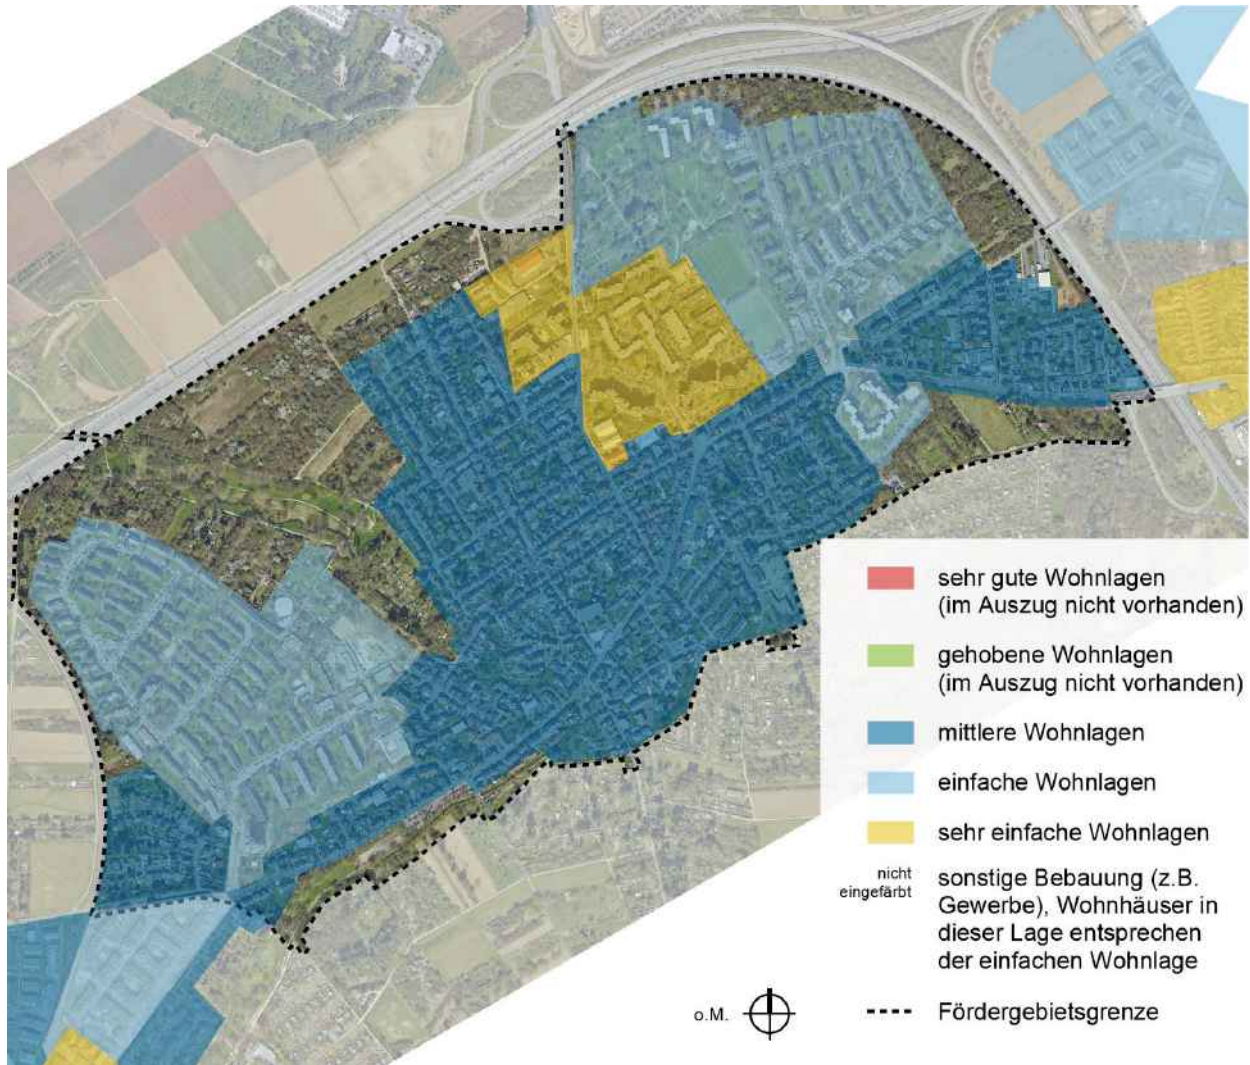 sehr gute Wohnlagen
(im Auszug nicht vorhanden)
gehobene Wohnlagen
(im Auszug nicht vorhanden)
mittlere Wohnlagen
einfache Wohnlagen
sehr einfache Wohnlagen
nicht
eingefärbt
sonstige Bebauung (z.B.
Gewerbe), Wohnhäuser in
dieser Lage entsprechen
der einfachen Wohnlage
o.M.
Fördergebietsgrenze